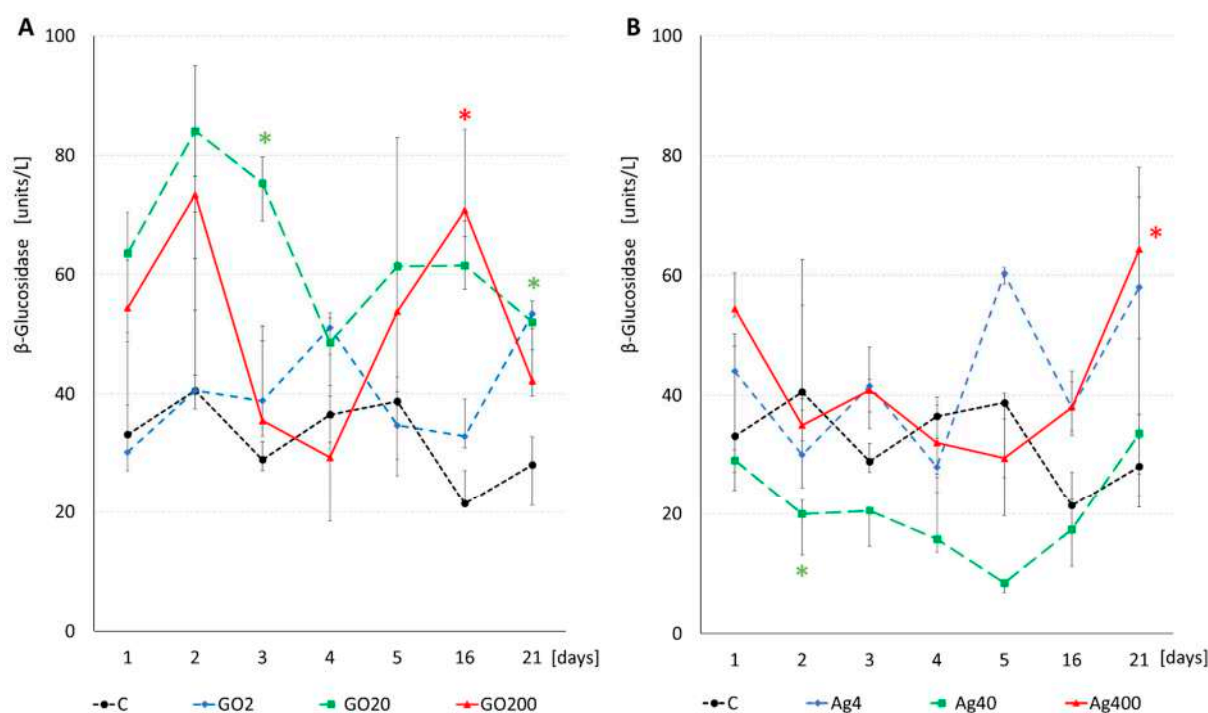 A
β-Glucosidase [units/L]
100
80
60
40
20
0
*
*
*
1 2 3 4 5 16 21 [days]
C GO2 GO20 GO200
B
β-Glucosidase [units/L]
100
80
60
40
20
0
*
*
1 2 3 4 5 16 21 [days]
C Ag4 Ag40 Ag400